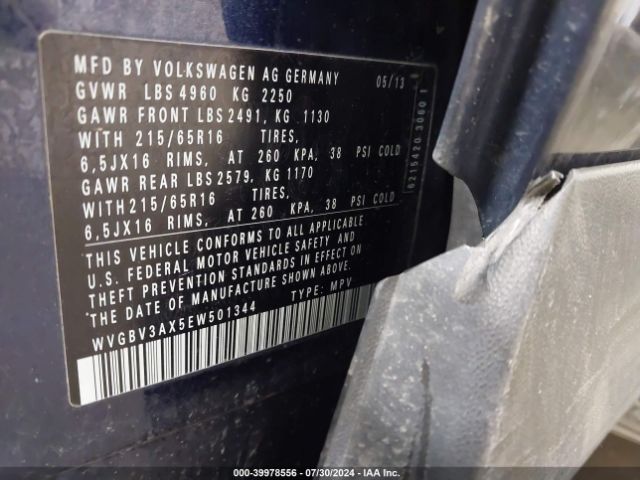 MFD BY VOLKSWAGEN AG GERMANY 05/13
GVWR LBS 4960 KG 2250
GAWR FRONT LBS 2491, KG 1130
WITH 215/65R16 TIRES,
6,5JX16 RIMS, AT 260 KPA, 38 PSI COLD
GAWR REAR LBS 2579, KG 1170
WITH 215/65R16 TIRES,
6,5JX16 RIMS, AT 260 KPA, 38 PSI COLD
THIS VEHICLE CONFORMS TO ALL APPLICABLE
U.S. FEDERAL MOTOR VEHICLE SAFETY AND
THEFT PREVENTION STANDARDS IN EFFECT ON
THE DATE OF MANUFACTURE SHOWN ABOVE.
WVGBV3AX5EW501344 TYPE: MPV
6215420 3060 1
000-39978556 - 07/30/2024 - IAA Inc.